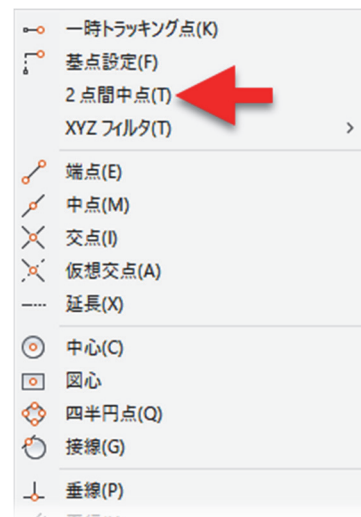 一時トラッキング点(K)
基点設定(F)
2 点間中点(T)
XYZ フィルタ(T)
端点(E)
中点(M)
交点(I)
仮想交点(A)
延長(X)
中心(C)
図心
四半円点(Q)
接線(G)
垂線(P)